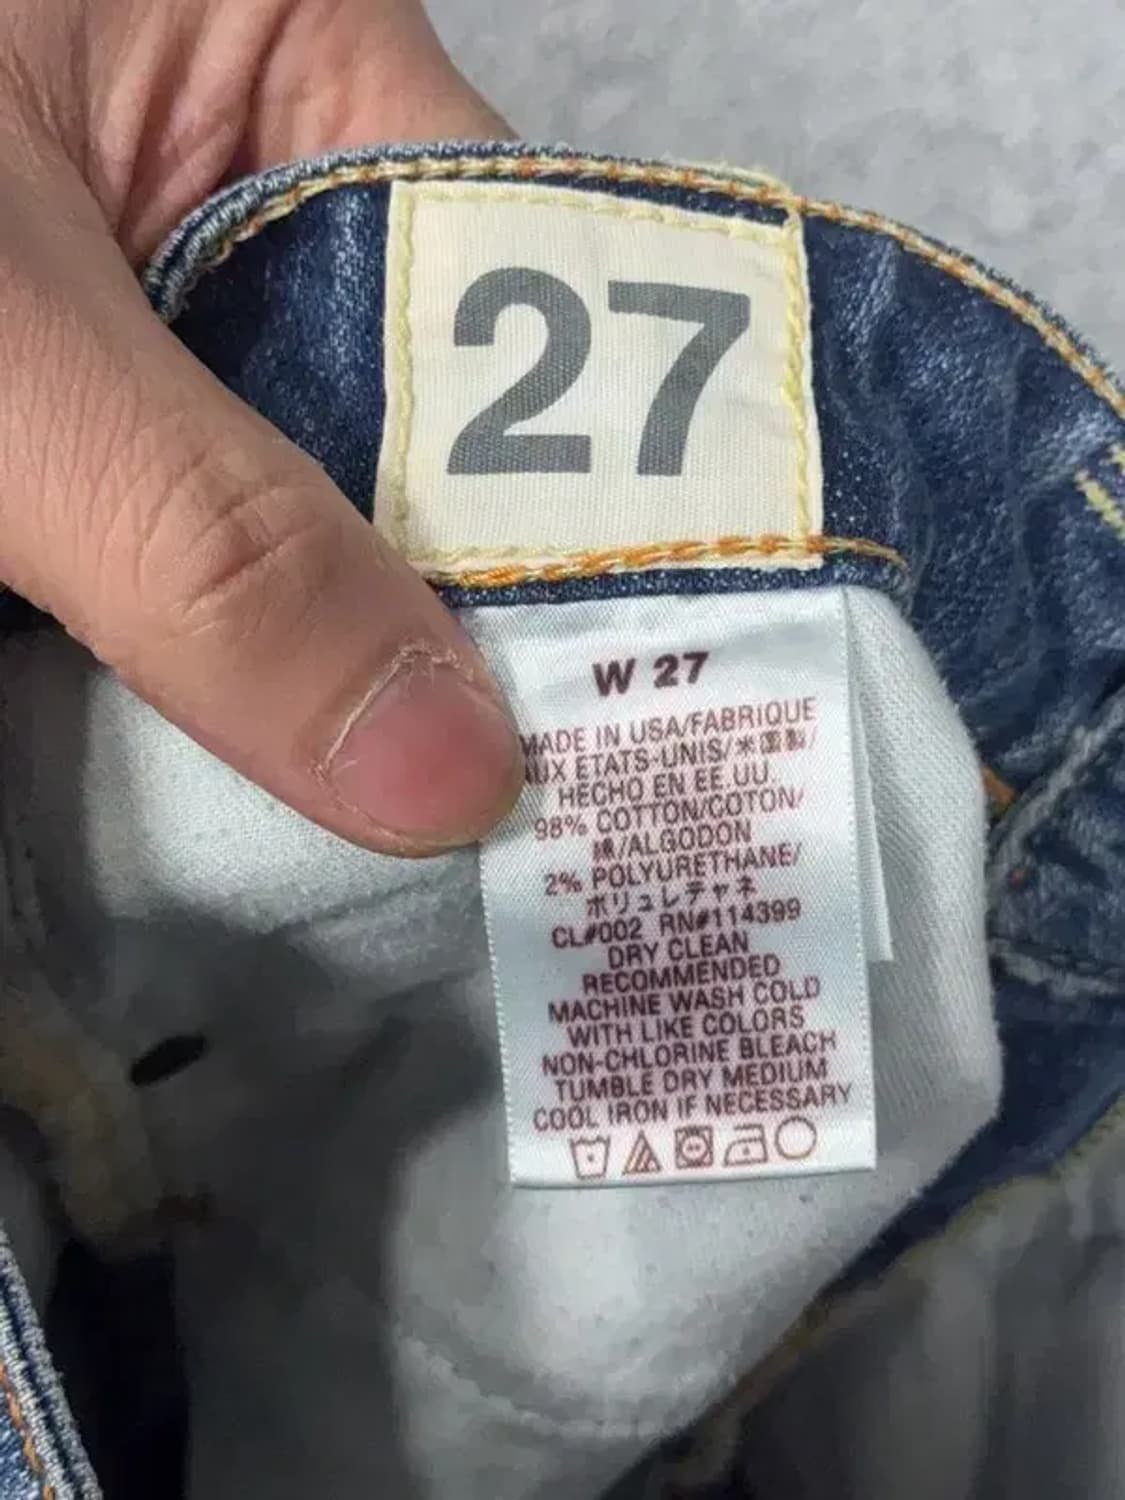 27
W 27
MADE IN USA/FABRIQUE
AUX ETATS-UNIS/米国製/
HECHO EN EE.UU.
98% COTTON/COTON/
綿/ALGODON
2% POLYURETHANE/
ポリュレテャネ
CL#002 RN#114399
DRY CLEAN
RECOMMENDED
MACHINE WASH COLD
WITH LIKE COLORS
NON-CHLORINE BLEACH
TUMBLE DRY MEDIUM
COOL IRON IF NECESSARY